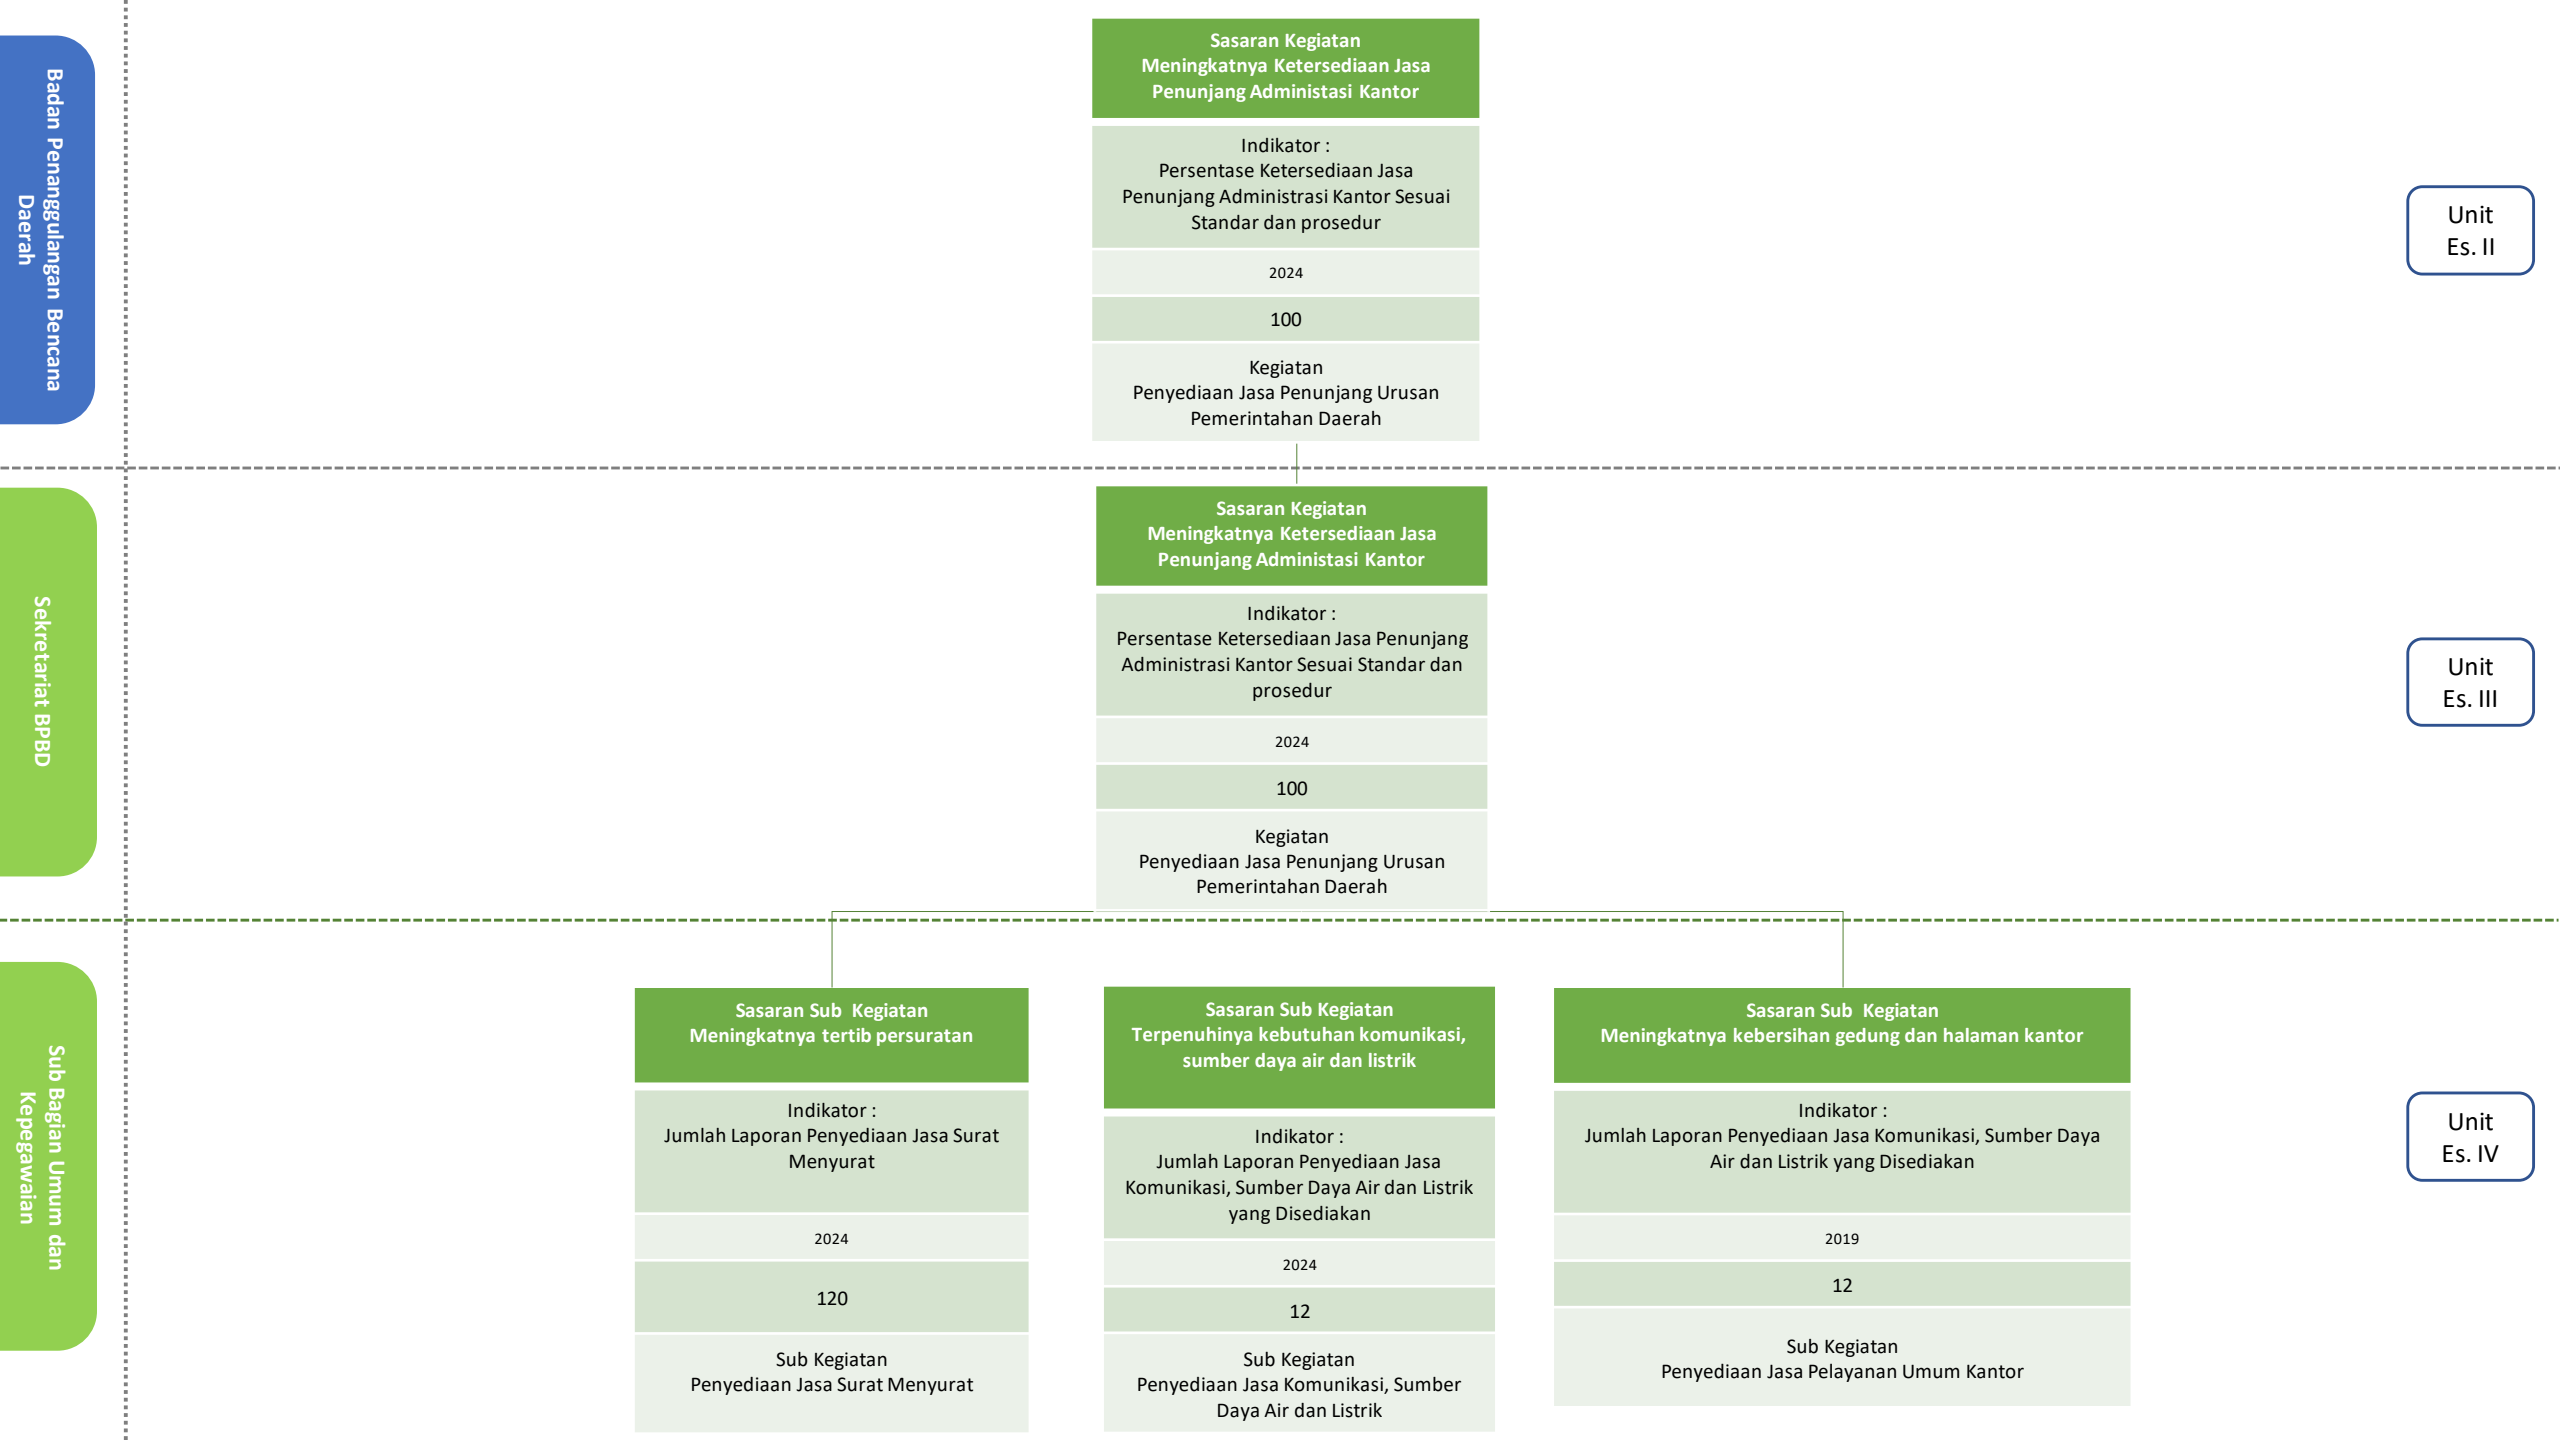 Badan Penanggulangan Bencana
Daerah
Sasaran Kegiatan
Meningkatnya Ketersediaan Jasa
Penunjang Administasi Kantor
Indikator :
Persentase Ketersediaan Jasa
Penunjang Administrasi Kantor Sesuai
Standar dan prosedur
2024
100
Kegiatan
Penyediaan Jasa Penunjang Urusan
Pemerintahan Daerah
Unit
Es. II
Sekretariat BPBD
Sasaran Kegiatan
Meningkatnya Ketersediaan Jasa
Penunjang Administasi Kantor
Indikator :
Persentase Ketersediaan Jasa Penunjang
Administrasi Kantor Sesuai Standar dan
prosedur
2024
100
Kegiatan
Penyediaan Jasa Penunjang Urusan
Pemerintahan Daerah
Unit
Es. III
Sub Bagian Umum dan
Kepegawaian
Sasaran Sub  Kegiatan
Meningkatnya tertib persuratan
Indikator :
Jumlah Laporan Penyediaan Jasa Surat
Menyurat
2024
120
Sub Kegiatan
Penyediaan Jasa Surat Menyurat
Sasaran Sub Kegiatan
Terpenuhinya kebutuhan komunikasi,
sumber daya air dan listrik
Indikator :
Jumlah Laporan Penyediaan Jasa
Komunikasi, Sumber Daya Air dan Listrik
yang Disediakan
2024
12
Sub Kegiatan
Penyediaan Jasa Komunikasi, Sumber
Daya Air dan Listrik
Sasaran Sub  Kegiatan
Meningkatnya kebersihan gedung dan halaman kantor
Indikator :
Jumlah Laporan Penyediaan Jasa Komunikasi, Sumber Daya
Air dan Listrik yang Disediakan
2019
12
Sub Kegiatan
Penyediaan Jasa Pelayanan Umum Kantor
Unit
Es. IV